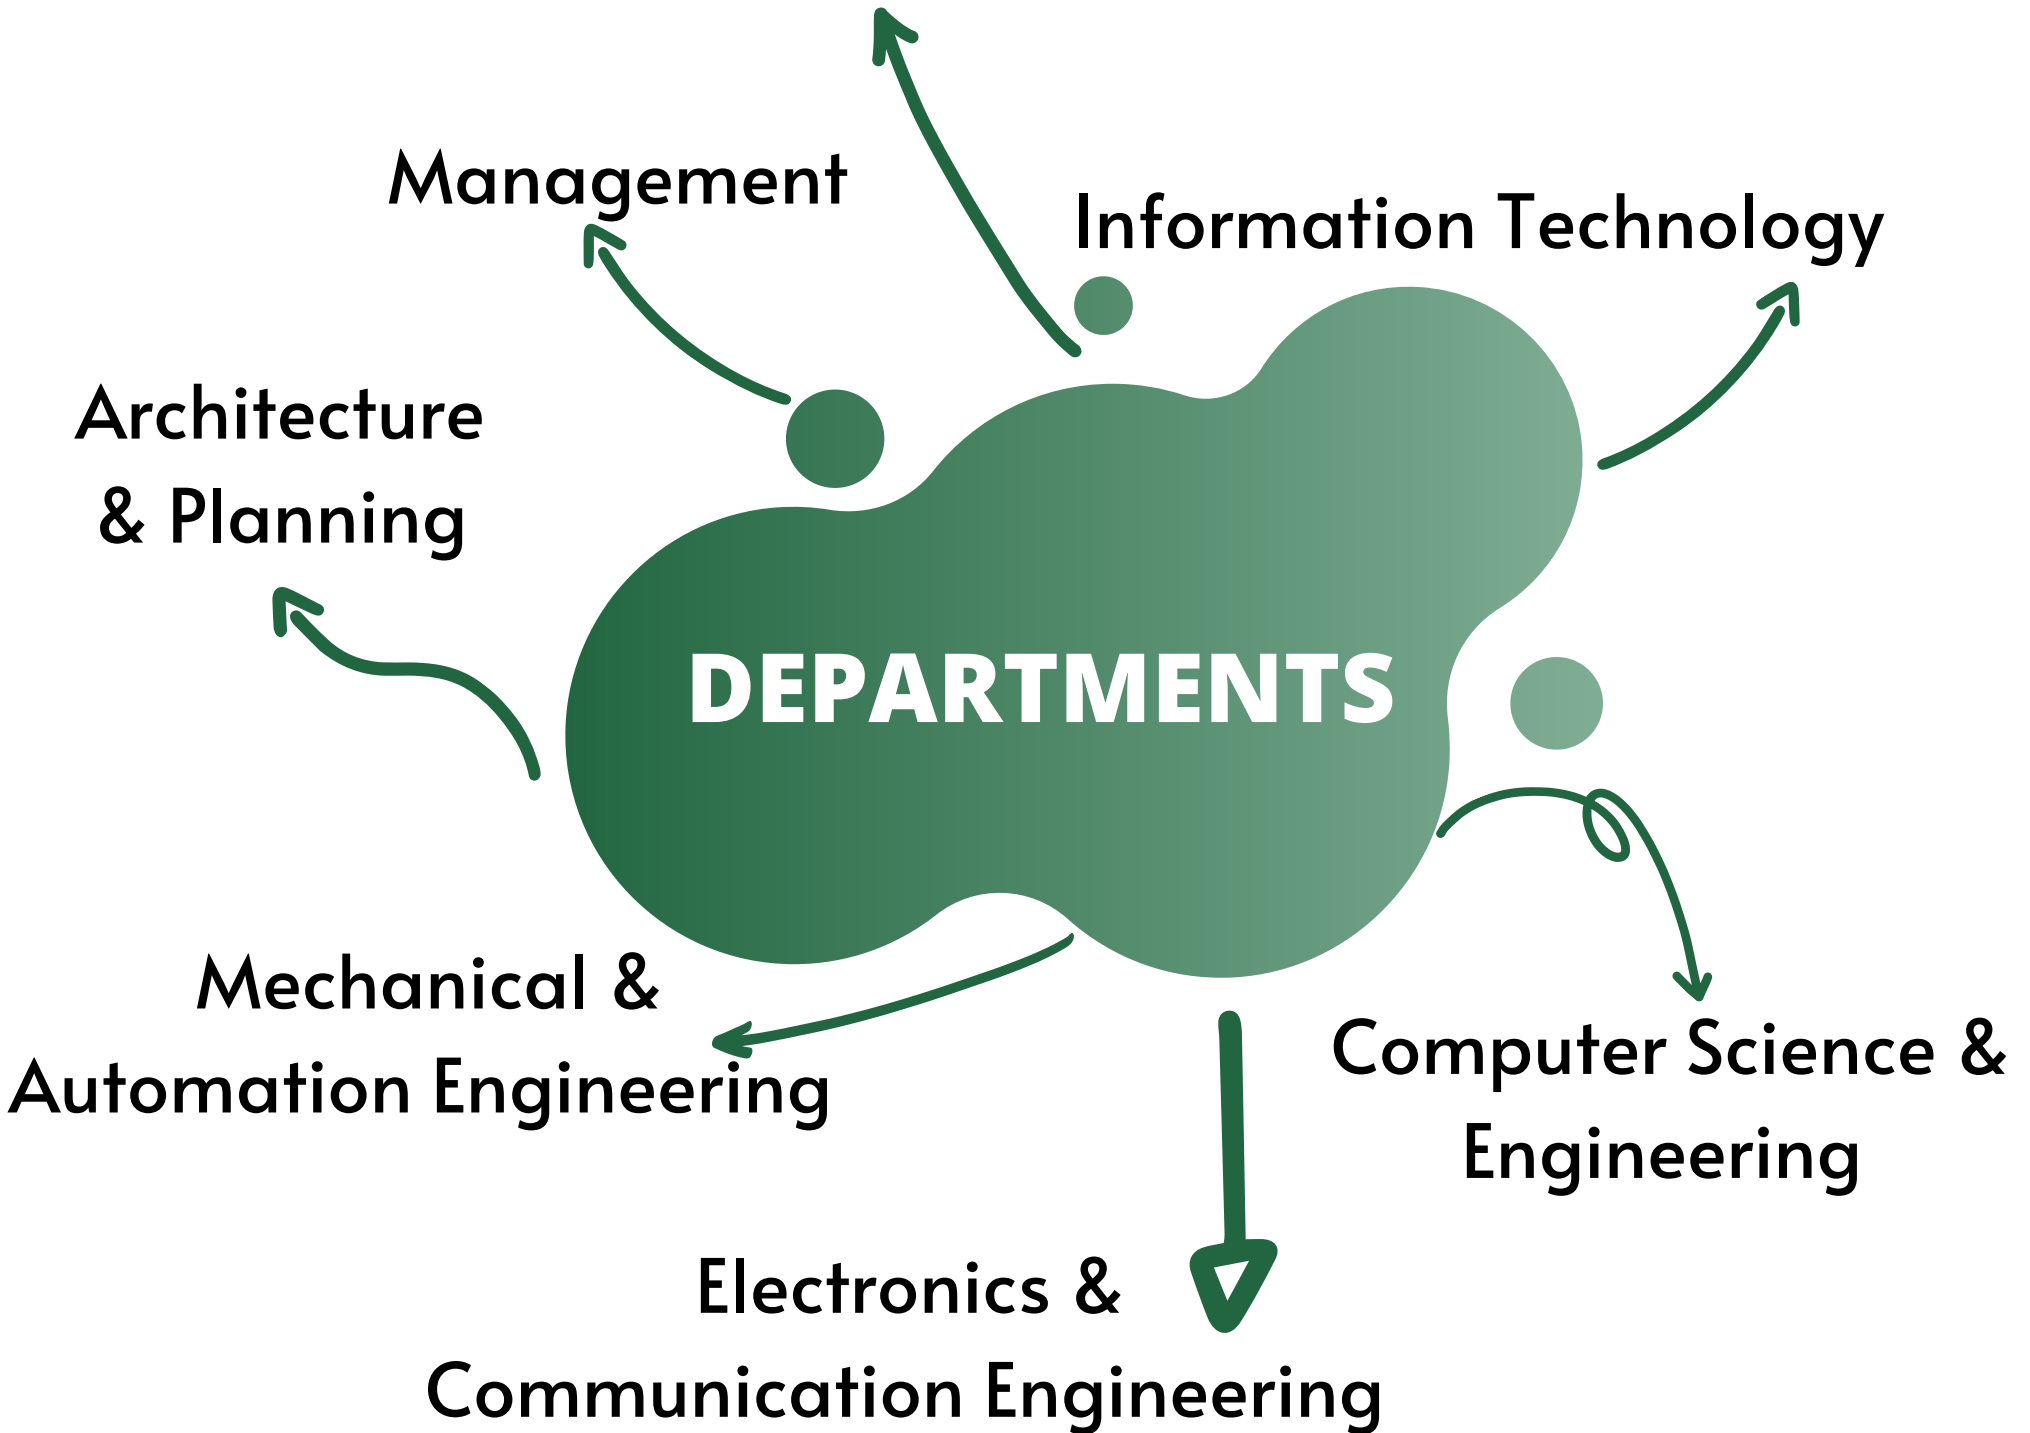 Management
Information Technology
Architecture
& Planning
DEPARTMENTS
Mechanical &
Automation Engineering
Computer Science &
Engineering
Electronics &
Communication Engineering